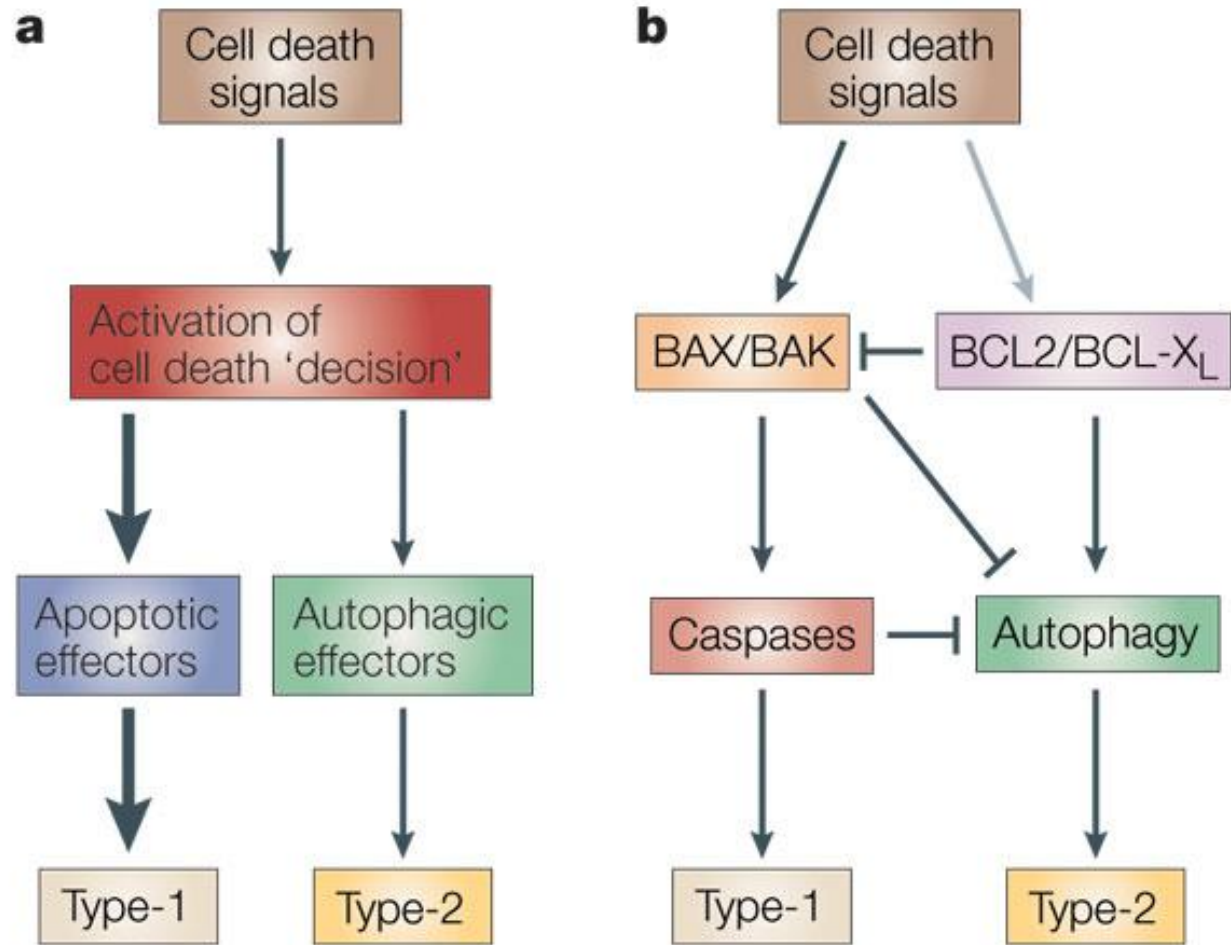 a
Cell death
signals
Activation of
cell death ‘decision’
Apoptotic
effectors
Autophagic
effectors
Type-1
Type-2
b
Cell death
signals
BAX/BAK
BCL2/BCL-XL
Caspases
Autophagy
Type-1
Type-2